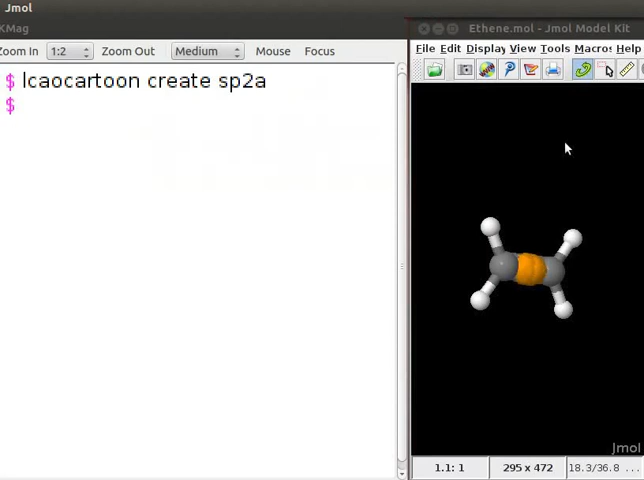 Jmol
KMag
Zoom In 1:2 Zoom Out Medium Mouse Focus
$ lcaocartoon create sp2a
$
Ethene.mol - Jmol Model Kit
File Edit Display View Tools Macros Help
Jmol
1.1: 1 295 x 472 18.3/36.8 ...